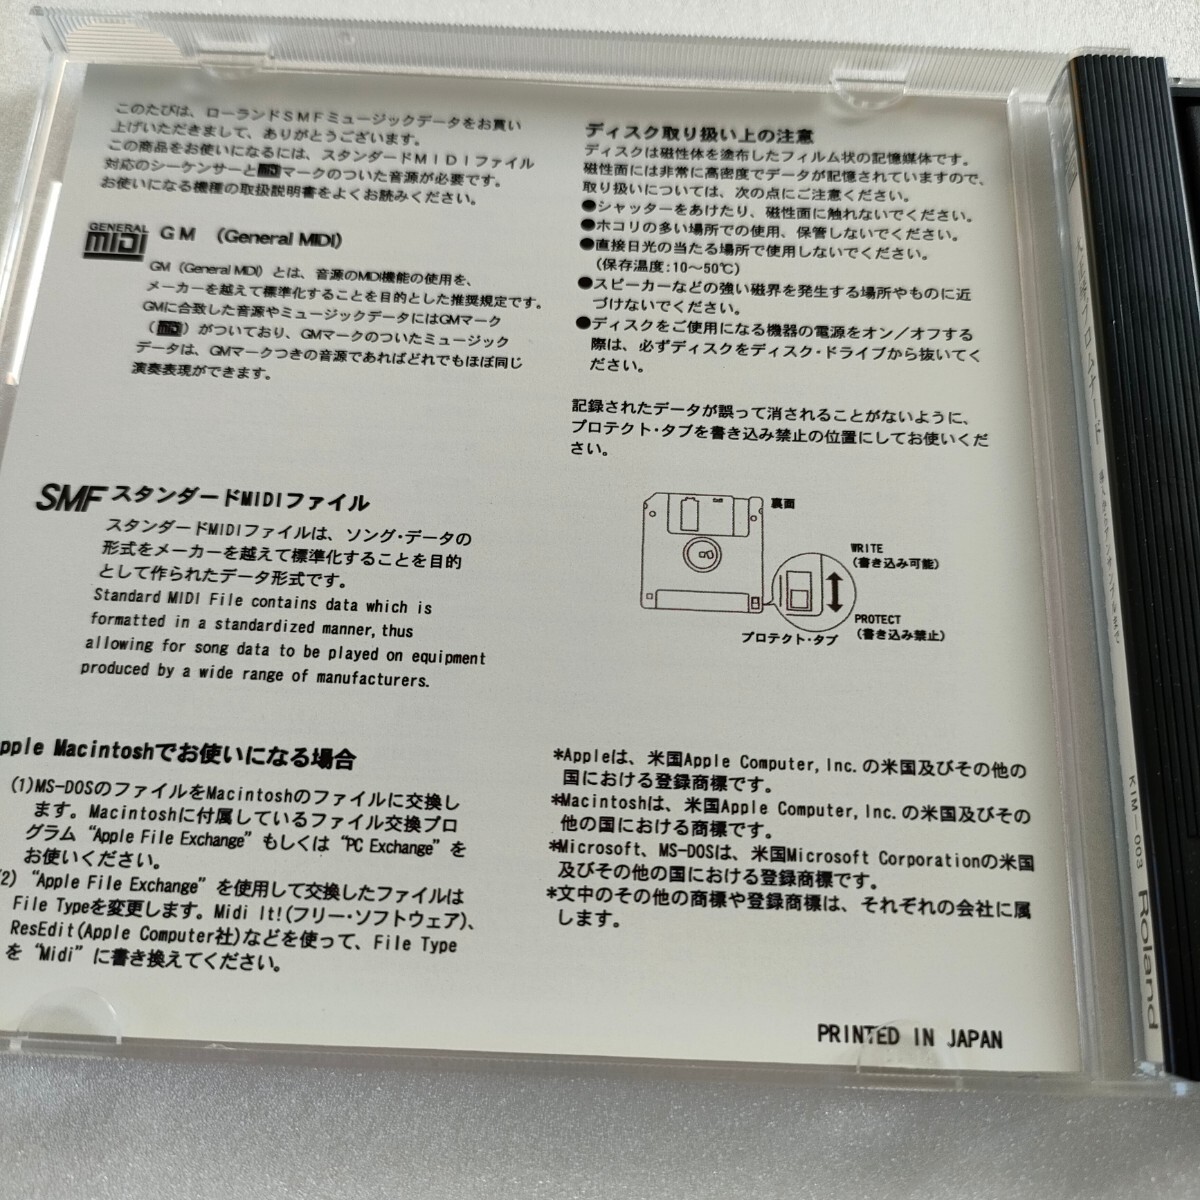 このたびは、ローランドSMFミュージックデータをお買い
上げいただきまして、ありがとうございます。
この商品をお使いになるには、スタンダードMIDIファイル
対応のシーケンサーとマークのついた音源が必要です。
お使いになる機種の取扱説明書をよくお読みください。
GENERAL
MIDI
GM (General MIDI)
GM (General MIDI) とは、音源のMIDI機能の使用を、
メーカーを越えて標準化することを目的とした推奨規定です。
GMに合致した音源やミュージックデータにはGMマーク
( )がついており、GMマークのついたミュージック
データは、GMマークつきの音源であればどれでもほぼ同じ
演奏表現ができます。
SMF スタンダードMIDIファイル
スタンダードMIDIファイルは、ソング・データの
形式をメーカーを越えて標準化することを目的
として作られたデータ形式です。
Standard MIDI File contains data which is
formatted in a standardized manner, thus
allowing for song data to be played on equipment
produced by a wide range of manufacturers.
pple Macintoshでお使いになる場合
(1)MS-DOSのファイルをMacintoshのファイルに交換し
ます。Macintoshに付属しているファイル交換プロ
グラム“Apple File Exchange”もしくは“PC Exchange”を
お使いください。
2) “Apple File Exchange”を使用して交換したファイルは
File Typeを変更します。Midi It!(フリー・ソフトウェア)、
ResEdit(Apple Computer社)などを使って、File Type
を“Midi”に書き換えてください。
ディスク取り扱い上の注意
ディスクは磁性体を塗布したフィルム状の記憶媒体です。
磁性面には非常に高密度でデータが記憶されていますので、
取り扱いについては、次の点にご注意ください。
●シャッターをあけたり、磁性面に触れないでください。
●ホコリの多い場所での使用、保管しないでください。
●直接日光の当たる場所で使用しないでください。
(保存温度:10~50℃)
●スピーカーなどの強い磁界を発生する場所やものに近
づけないでください。
●ディスクをご使用になる機器の電源をオン/オフする
際は、必ずディスクをディスク・ドライブから抜いてく
ださい。
記録されたデータが誤って消されることがないように、
プロテクト・タブを書き込み禁止の位置にしてお使いくだ
さい。
裏面
WRITE
(書き込み可能)
PROTECT
(書き込み禁止)
プロテクト・タブ
*Appleは、米国Apple Computer, Inc. の米国及びその他の
国における登録商標です。
*Macintoshは、米国Apple Computer, Inc. の米国及びその
他の国における商標です。
*Microsoft、MS-DOSは、米国Microsoft Corporationの米国
及びその他の国における登録商標です。
*文中のその他の商標や登録商標は、それぞれの会社に属
します。
PRINTED IN JAPAN
KIM-003
Roland